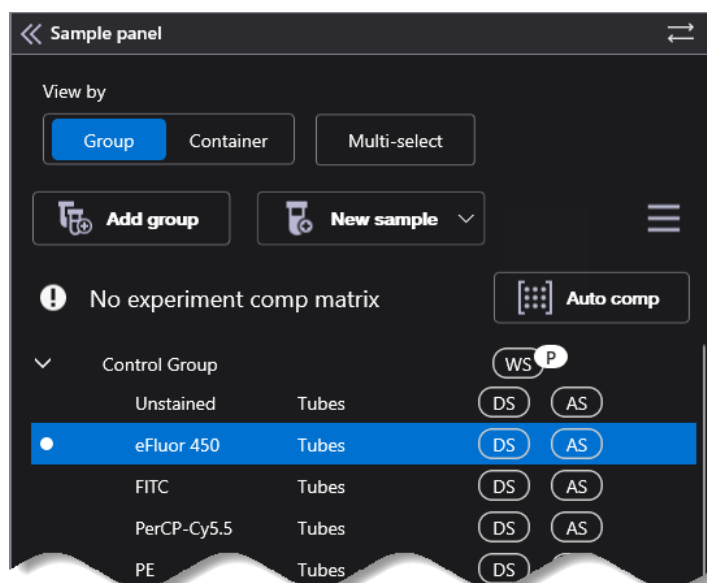 Sample panel
View by
Group Container Multi-select
Add group New sample
No experiment comp matrix Auto comp
Control Group WS P
Unstained Tubes DS AS
eFluor 450 Tubes DS AS
FITC Tubes DS AS
PerCP-Cy5.5 Tubes DS AS
PE Tubes DS